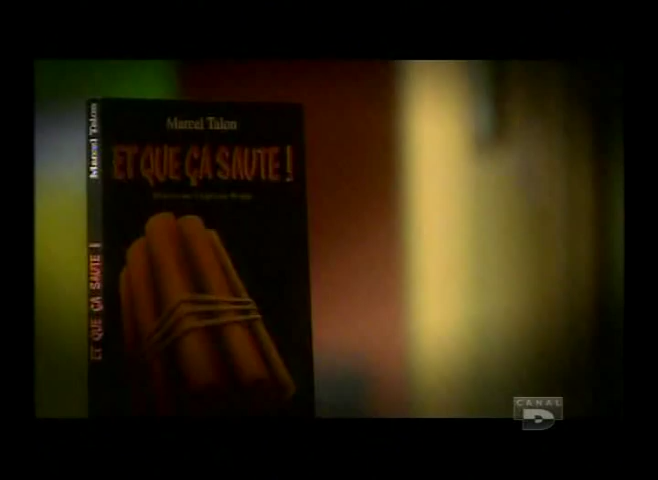 Marcel Talon
ET QUE ÇA SAUTE !
Marcel Talon
ET QUE ÇA SAUTE !
CANAL
D